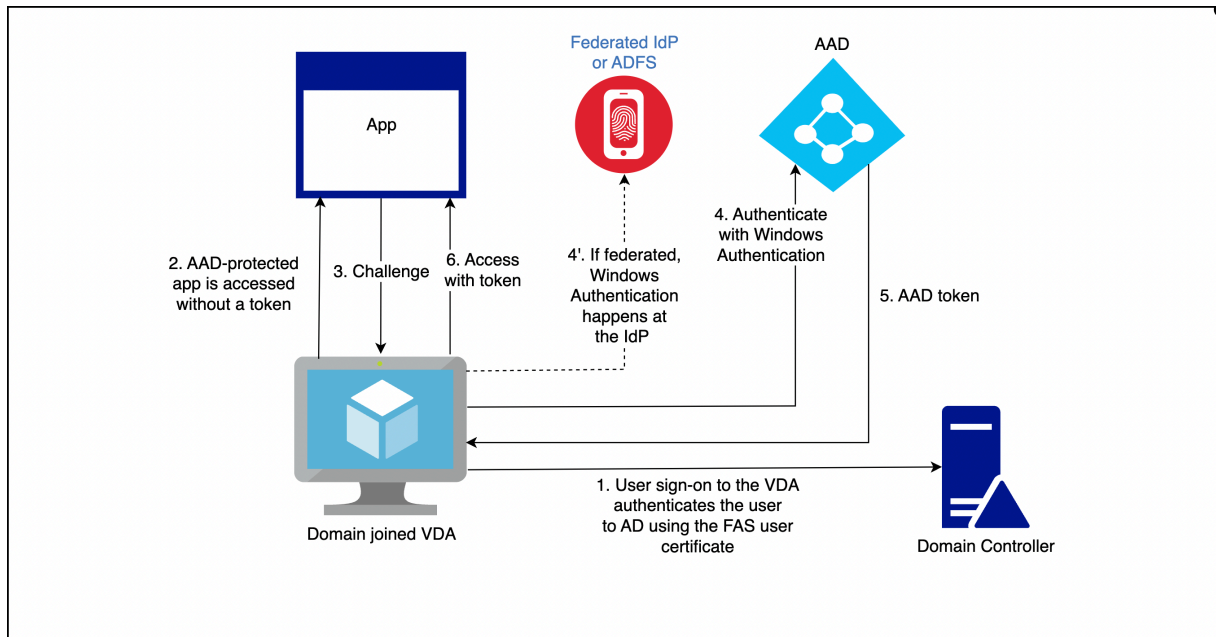 Federated IdP
or ADFS
AAD
App
2. AAD-protected
app is accessed
without a token
3. Challenge
6. Access
with token
4'. If federated,
Windows
Authentication
happens at
the IdP
4. Authenticate
with Windows
Authentication
5. AAD token
1. User sign-on to the VDA
authenticates the user
to AD using the FAS user
certificate
Domain joined VDA
Domain Controller